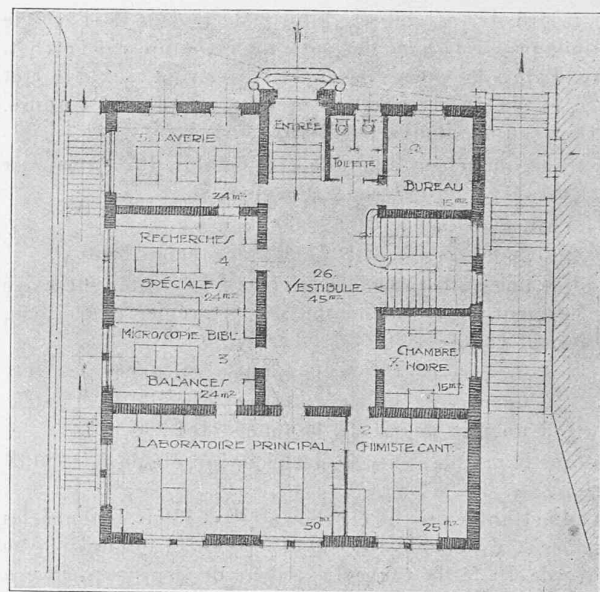 ENTRÉE
5. LAVERIE
24 m²
TOILETTE
BUREAU
15 m²
RECHERCHES
4
SPÉCIALES
24 m²
26
VESTIBULE
45 m²
MICROSCOPIE BIBL.
3
BALANCES
24 m²
7.
CHAMBRE
NOIRE
15 m²
LABORATOIRE PRINCIPAL
50 m²
2
CHIMISTE CANT.
25 m²